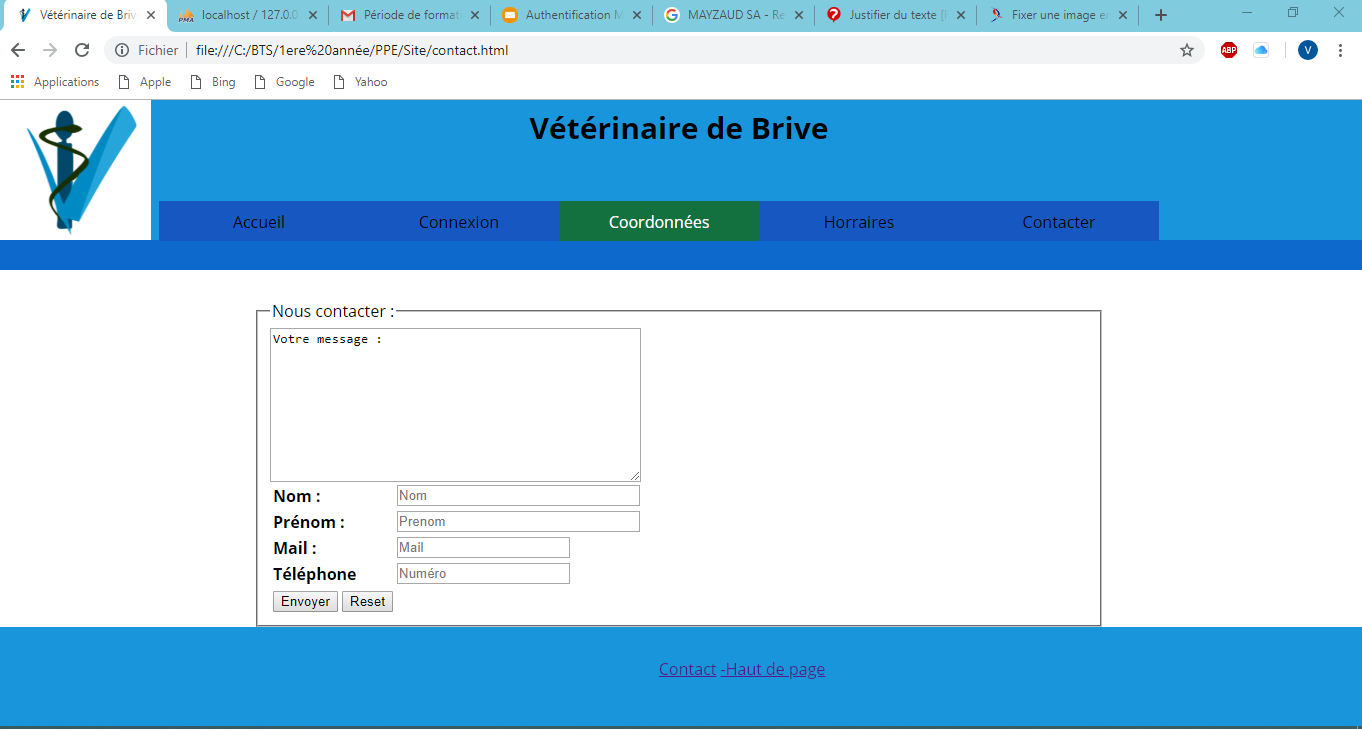 Vétérinaire de Briv
localhost / 127.0.0
Période de format
Authentification M
MAYZAUD SA - Re
Justifier du texte [
Fixer une image e
Fichier file:///C:/BTS/1ere%20année/PPE/Site/contact.html
ABP
V
Applications Apple Bing Google Yahoo
Vétérinaire de Brive
Accueil Connexion Coordonnées Horraires Contacter
Nous contacter :
Votre message :
Nom : Nom
Prénom : Prenom
Mail : Mail
Téléphone Numéro
Envoyer Reset
Contact -Haut de page